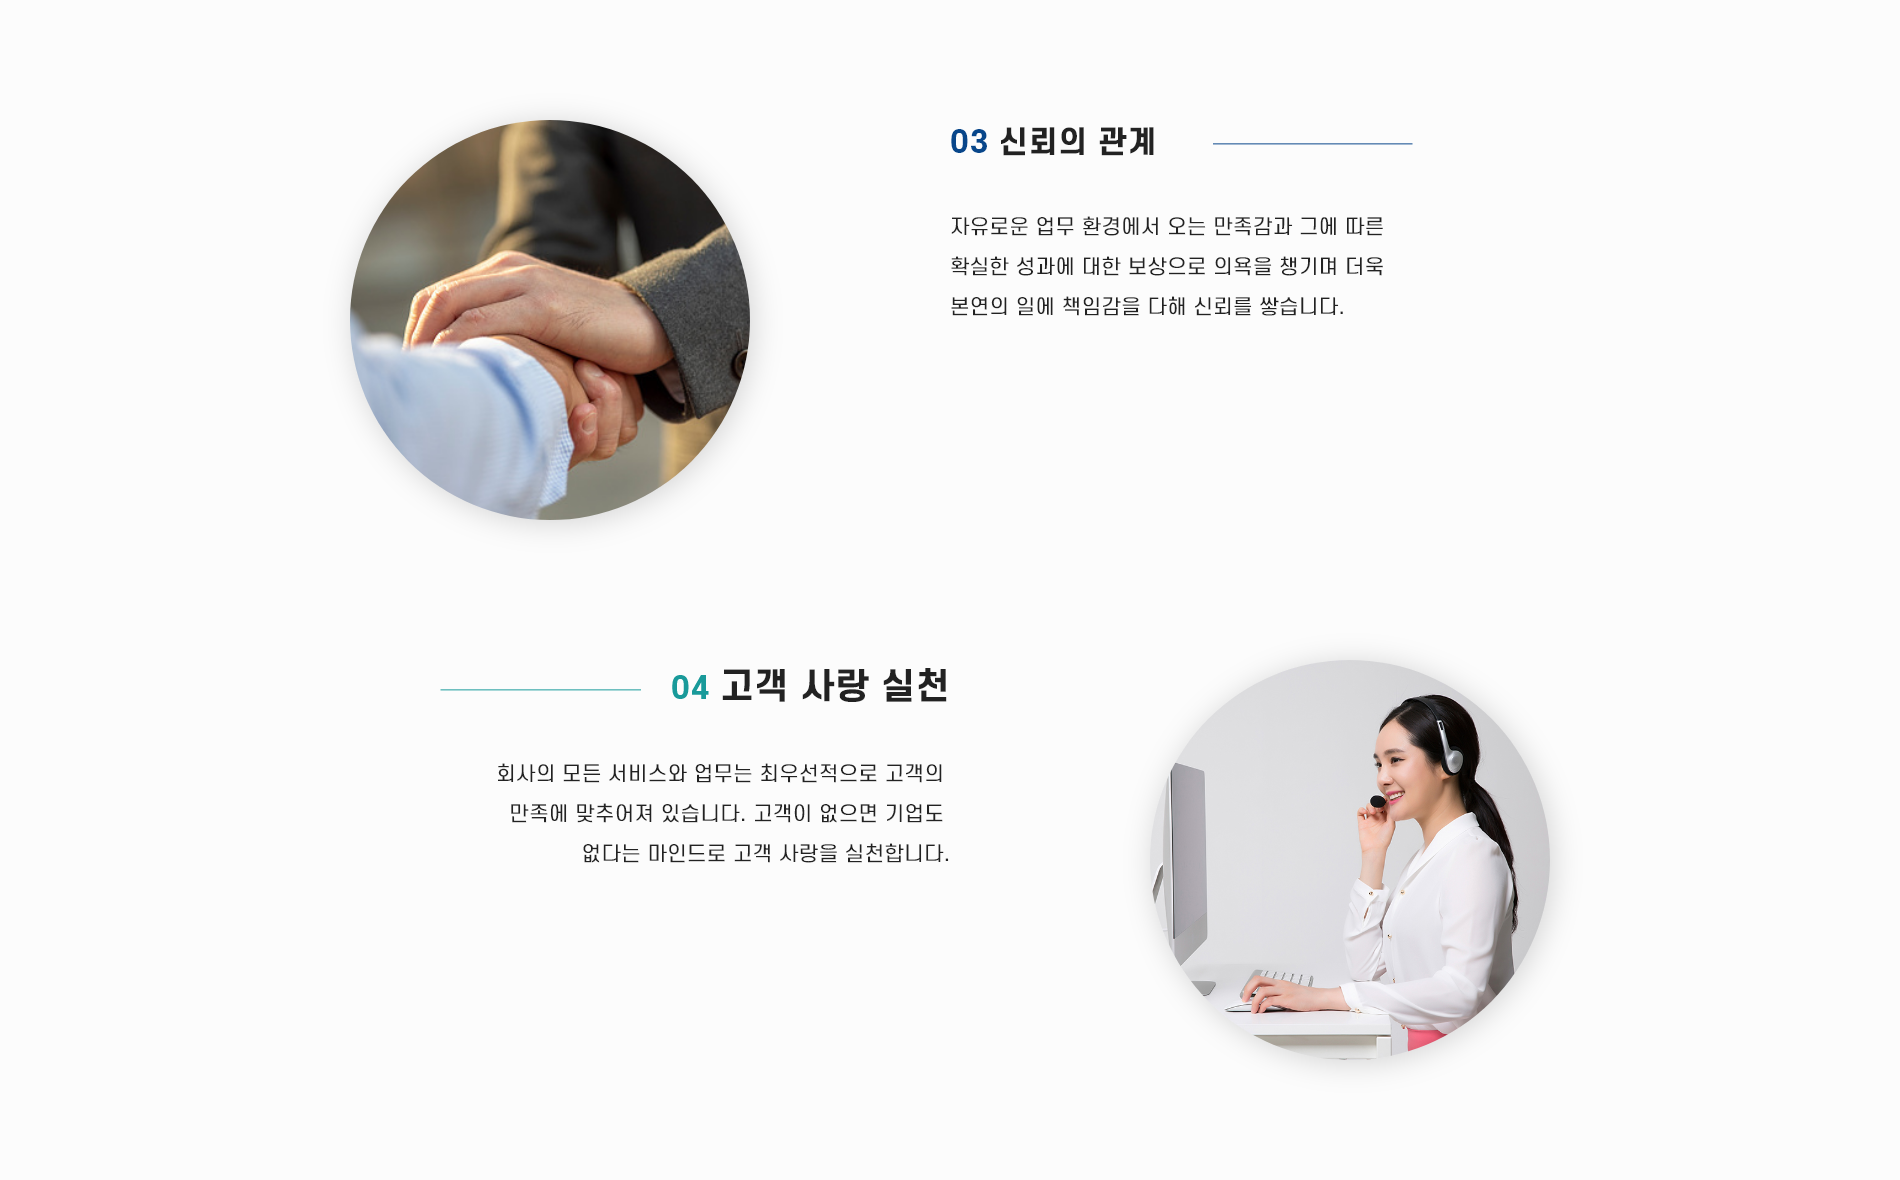 03 신뢰의 관계
자유로운 업무 환경에서 오는 만족감과 그에 따른
확실한 성과에 대한 보상으로 의욕을 챙기며 더욱
본연의 일에 책임감을 다해 신뢰를 쌓습니다.
04 고객 사랑 실천
회사의 모든 서비스와 업무는 최우선적으로 고객의
만족에 맞추어져 있습니다. 고객이 없으면 기업도
없다는 마인드로 고객 사랑을 실천합니다.